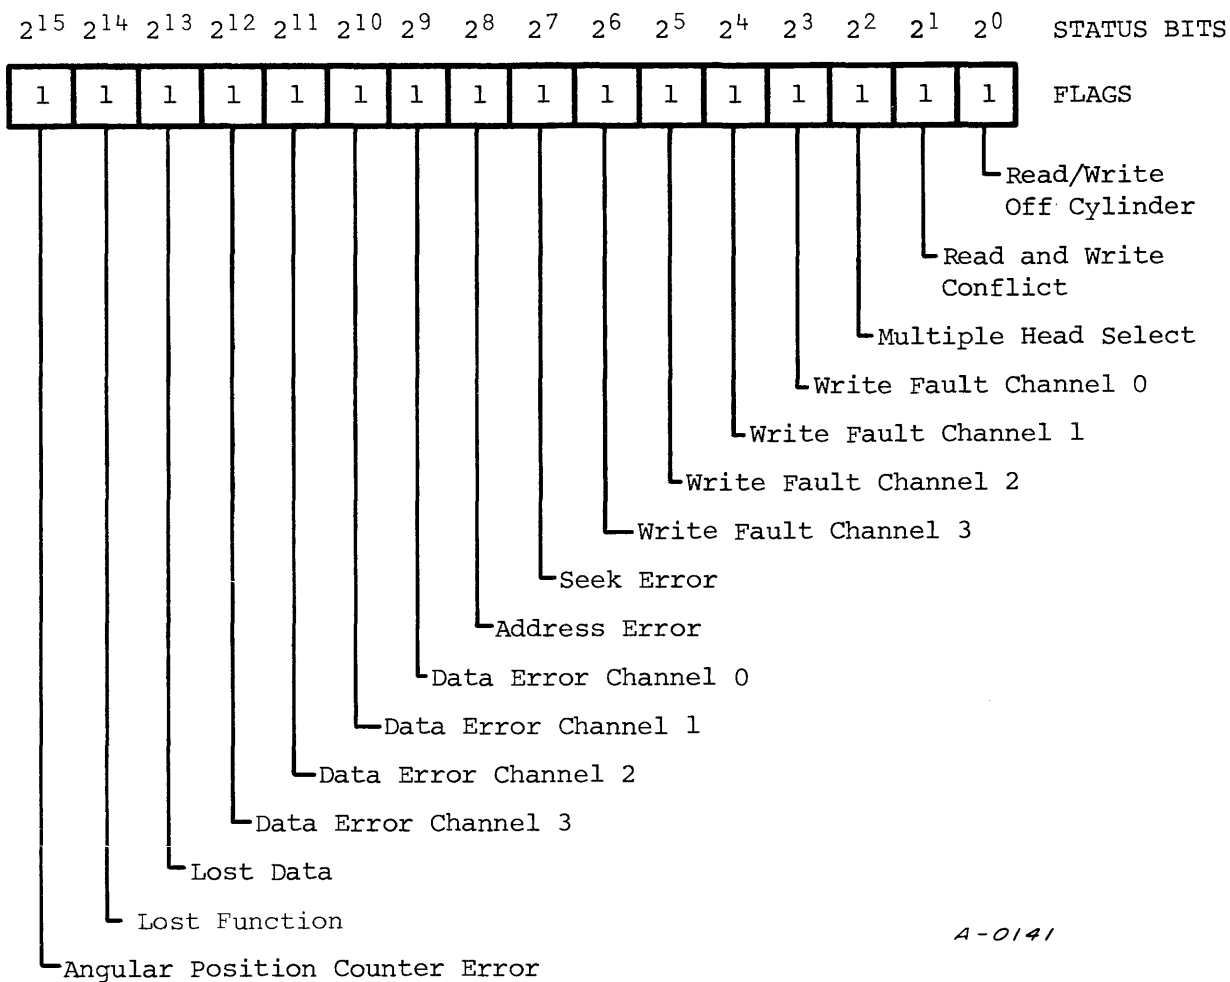 2^15 2^14 2^13 2^12 2^11 2^10 2^9 2^8 2^7 2^6 2^5 2^4 2^3 2^2 2^1 2^0 STATUS BITS
1 1 1 1 1 1 1 1 1 1 1 1 1 1 1 1 FLAGS
Read/Write
Off Cylinder
Read and Write
Conflict
Multiple Head Select
Write Fault Channel 0
Write Fault Channel 1
Write Fault Channel 2
Write Fault Channel 3
Seek Error
Address Error
Data Error Channel 0
Data Error Channel 1
Data Error Channel 2
Data Error Channel 3
Lost Data
Lost Function
A-0141
Angular Position Counter Error